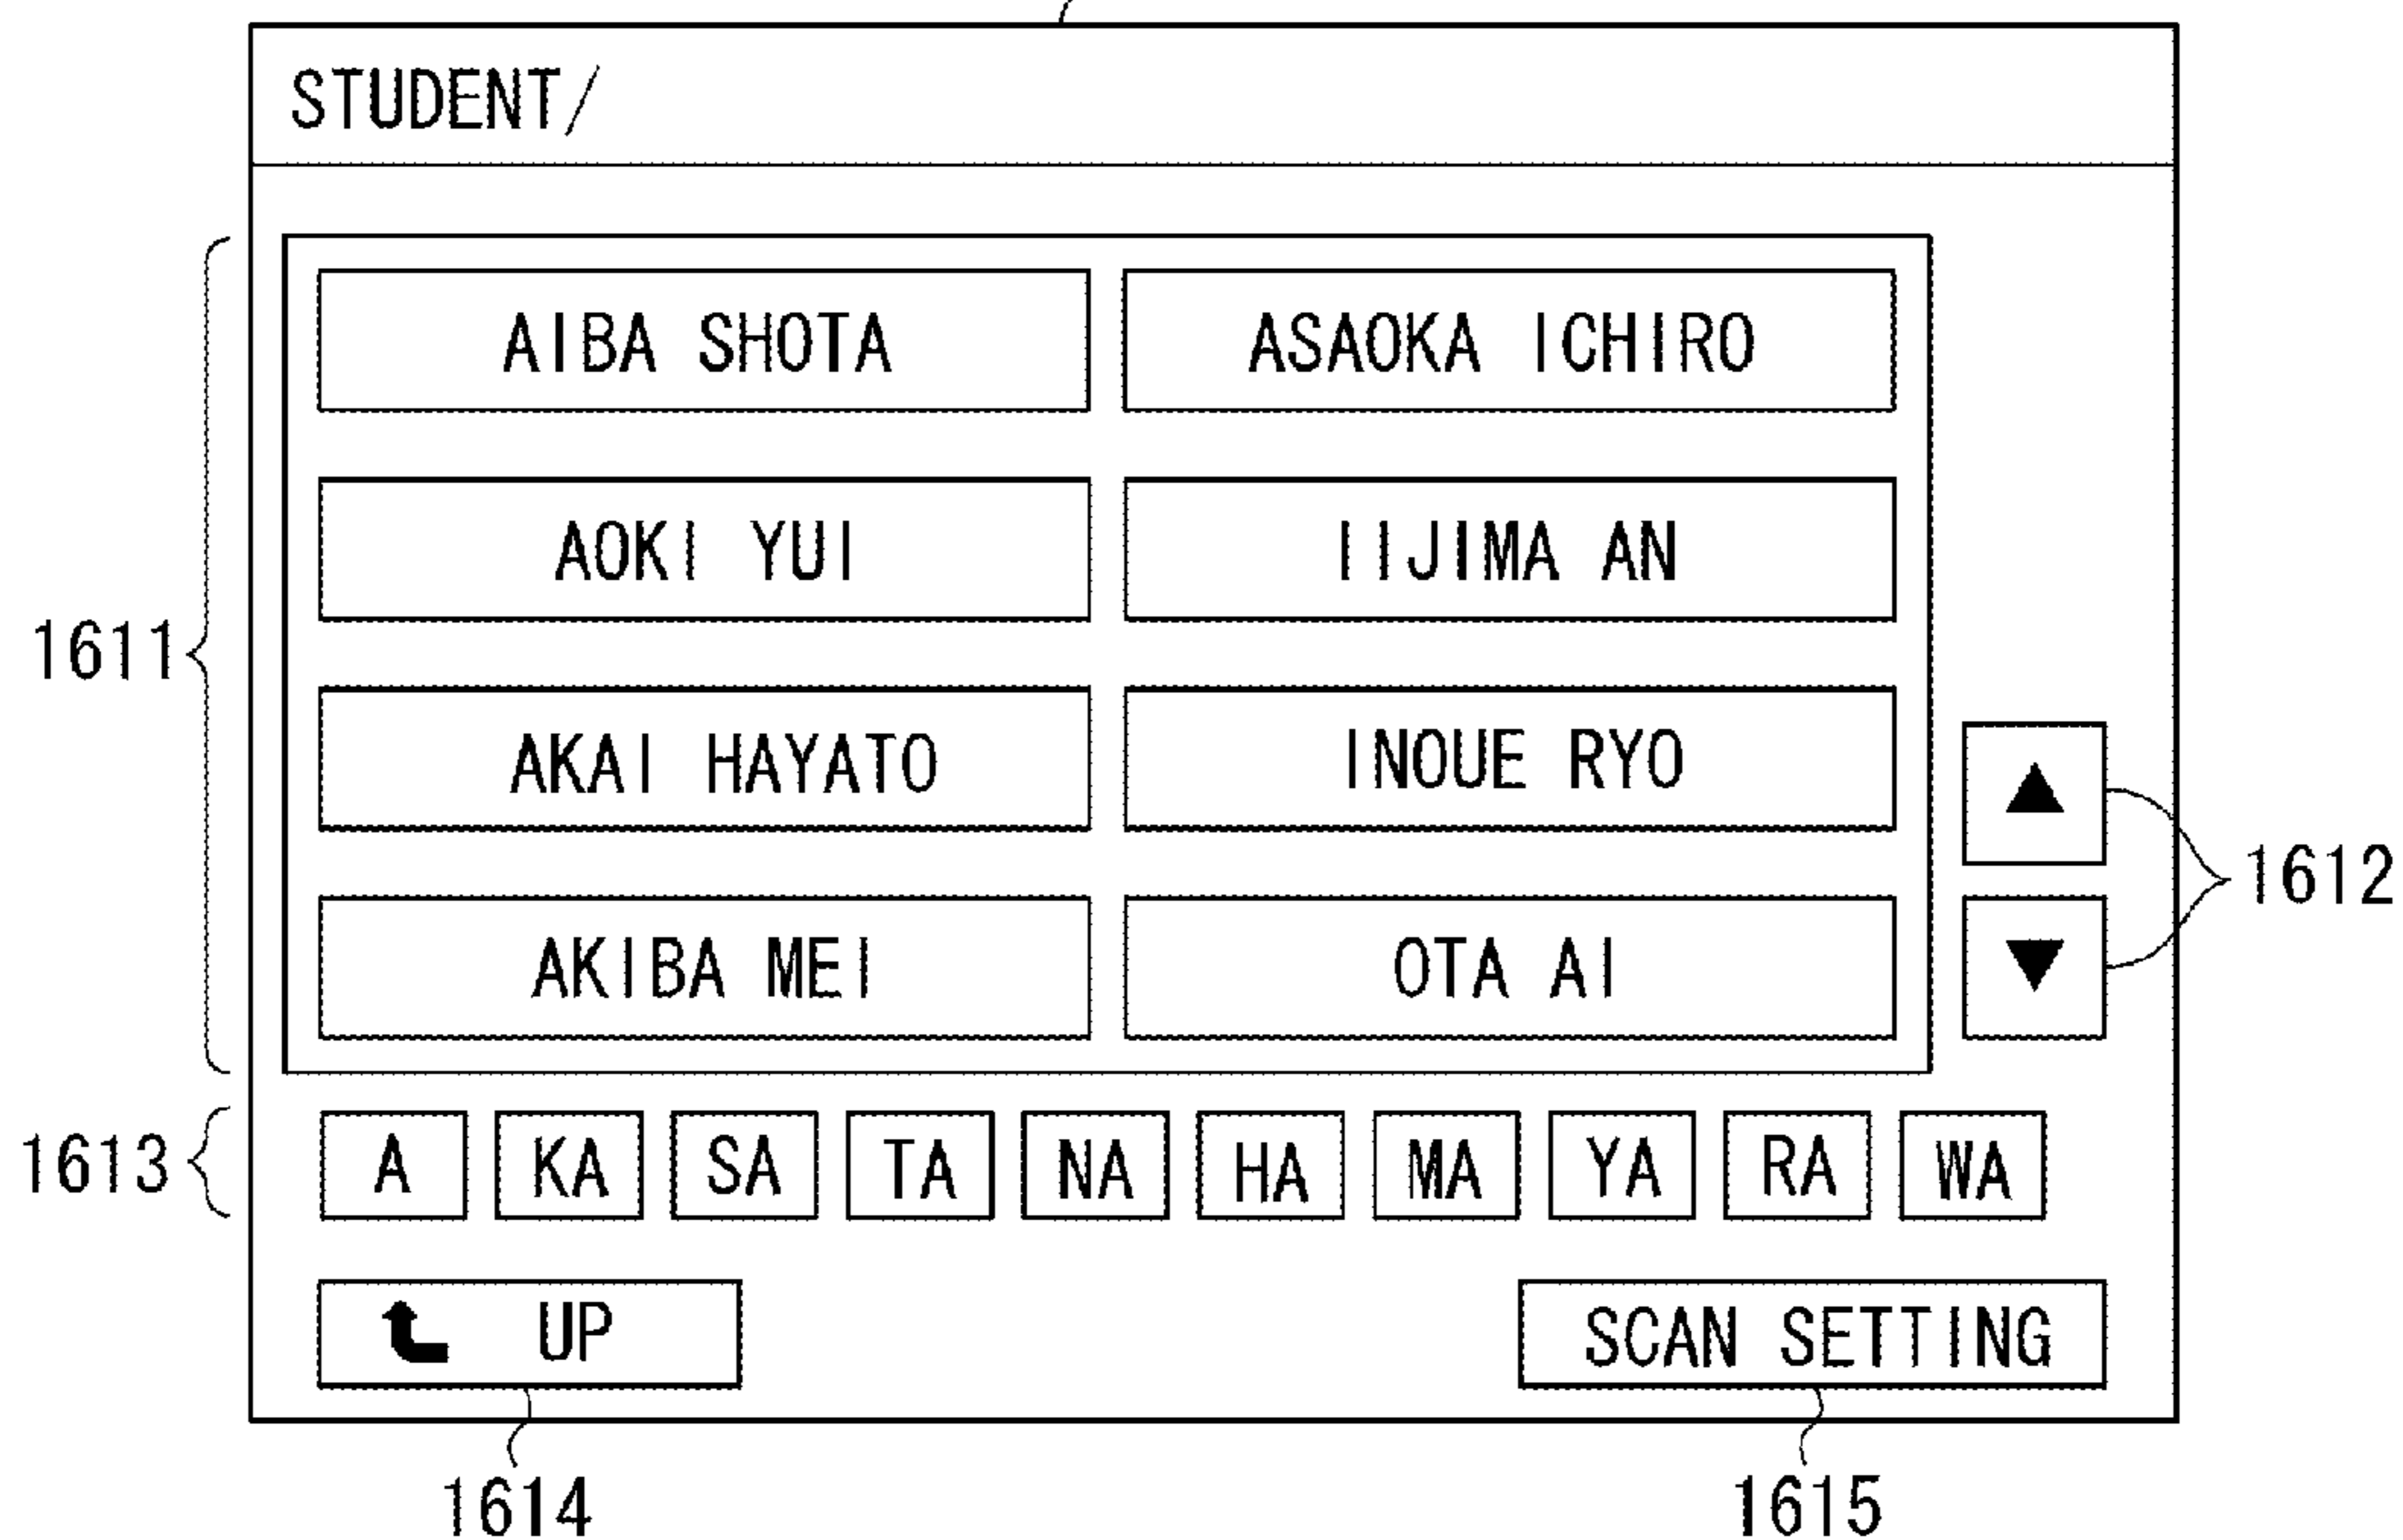 STUDENT/
AIBA SHOTA ASAOKA ICHIRO
AOKI YUI IIJIMA AN
1611
AKAI HAYATO INOUE RYO
▲
1612
AKIBA MEI OTA AI
▼
1613 A KA SA TA NA HA MA YA RA WA
UP SCAN SETTING
1614 1615